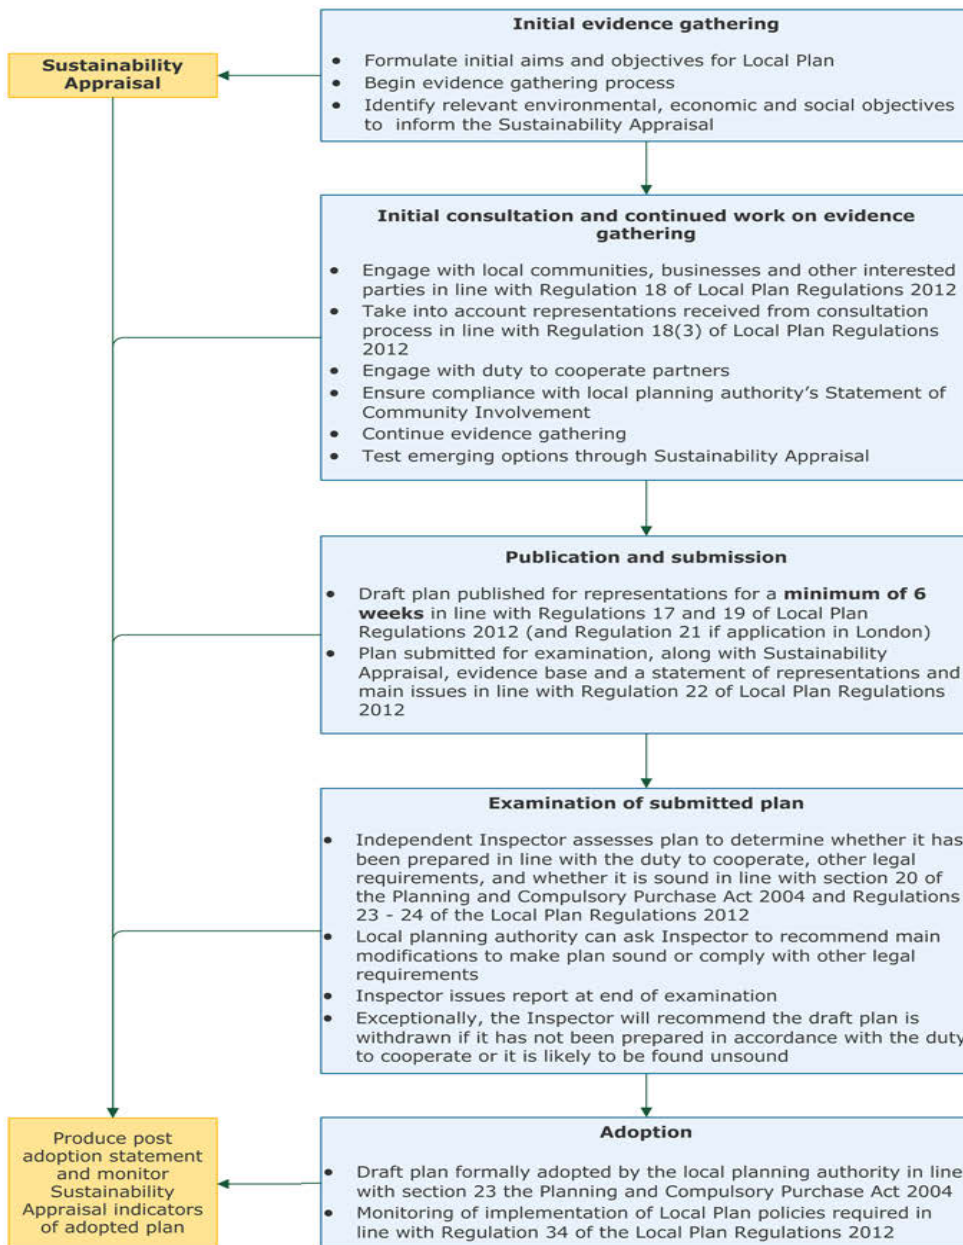 Initial evidence gathering
• Formulate initial aims and objectives for Local Plan
• Begin evidence gathering process
• Identify relevant environmental, economic and social objectives
to inform the Sustainability Appraisal
Sustainability
Appraisal
Initial consultation and continued work on evidence
gathering
• Engage with local communities, businesses and other interested
parties in line with Regulation 18 of Local Plan Regulations 2012
• Take into account representations received from consultation
process in line with Regulation 18(3) of Local Plan Regulations
2012
• Engage with duty to cooperate partners
• Ensure compliance with local planning authority's Statement of
Community Involvement
• Continue evidence gathering
• Test emerging options through Sustainability Appraisal
Publication and submission
• Draft plan published for representations for a minimum of 6
weeks in line with Regulations 17 and 19 of Local Plan
Regulations 2012 (and Regulation 21 if application in London)
• Plan submitted for examination, along with Sustainability
Appraisal, evidence base and a statement of representations and
main issues in line with Regulation 22 of Local Plan Regulations
2012
Examination of submitted plan
• Independent Inspector assesses plan to determine whether it has
been prepared in line with the duty to cooperate, other legal
requirements, and whether it is sound in line with section 20 of
the Planning and Compulsory Purchase Act 2004 and Regulations
23 - 24 of the Local Plan Regulations 2012
• Local planning authority can ask Inspector to recommend main
modifications to make plan sound or comply with other legal
requirements
• Inspector issues report at end of examination
• Exceptionally, the Inspector will recommend the draft plan is
withdrawn if it has not been prepared in accordance with the duty
to cooperate or it is likely to be found unsound
Adoption
• Draft plan formally adopted by the local planning authority in line
with section 23 the Planning and Compulsory Purchase Act 2004
• Monitoring of implementation of Local Plan policies required in
line with Regulation 34 of the Local Plan Regulations 2012
Produce post
adoption statement
and monitor
Sustainability
Appraisal indicators
of adopted plan